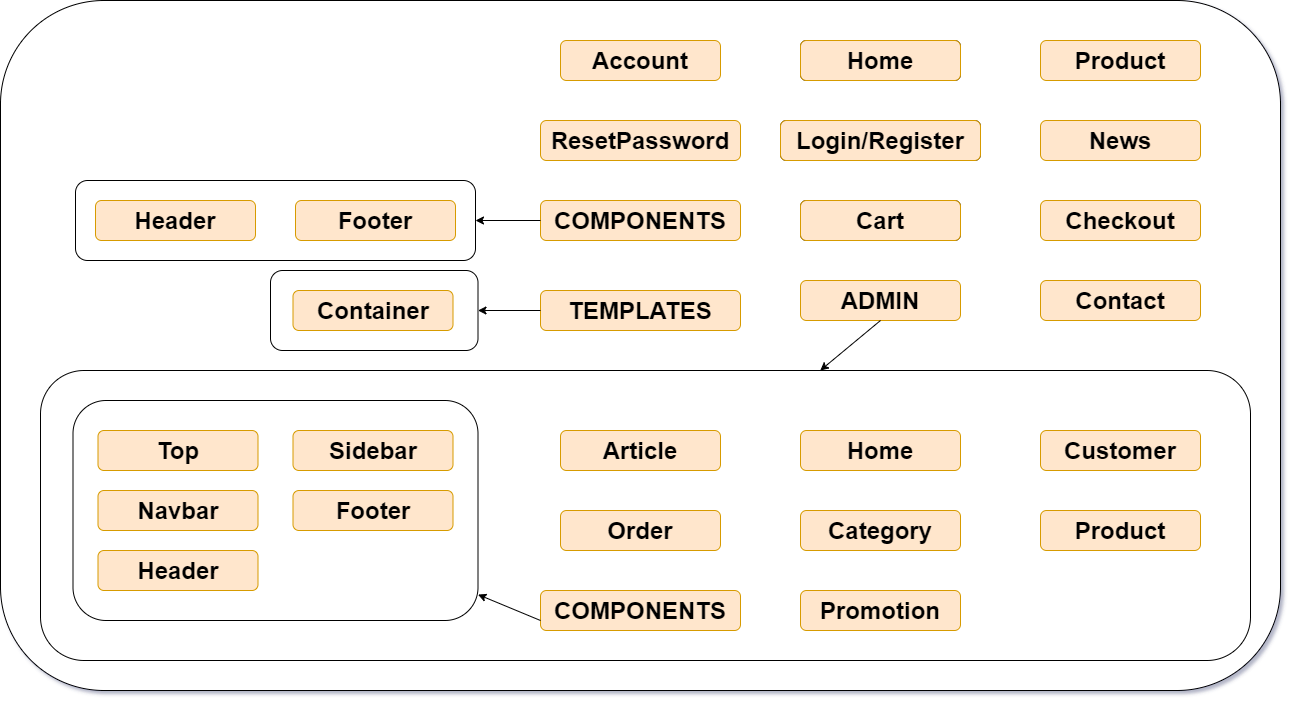 Account
Home
Product
ResetPassword
Login/Register
News
Header
Footer
COMPONENTS
Cart
Checkout
Container
TEMPLATES
ADMIN
Contact
Top
Sidebar
Article
Home
Customer
Navbar
Footer
Order
Category
Product
Header
COMPONENTS
Promotion